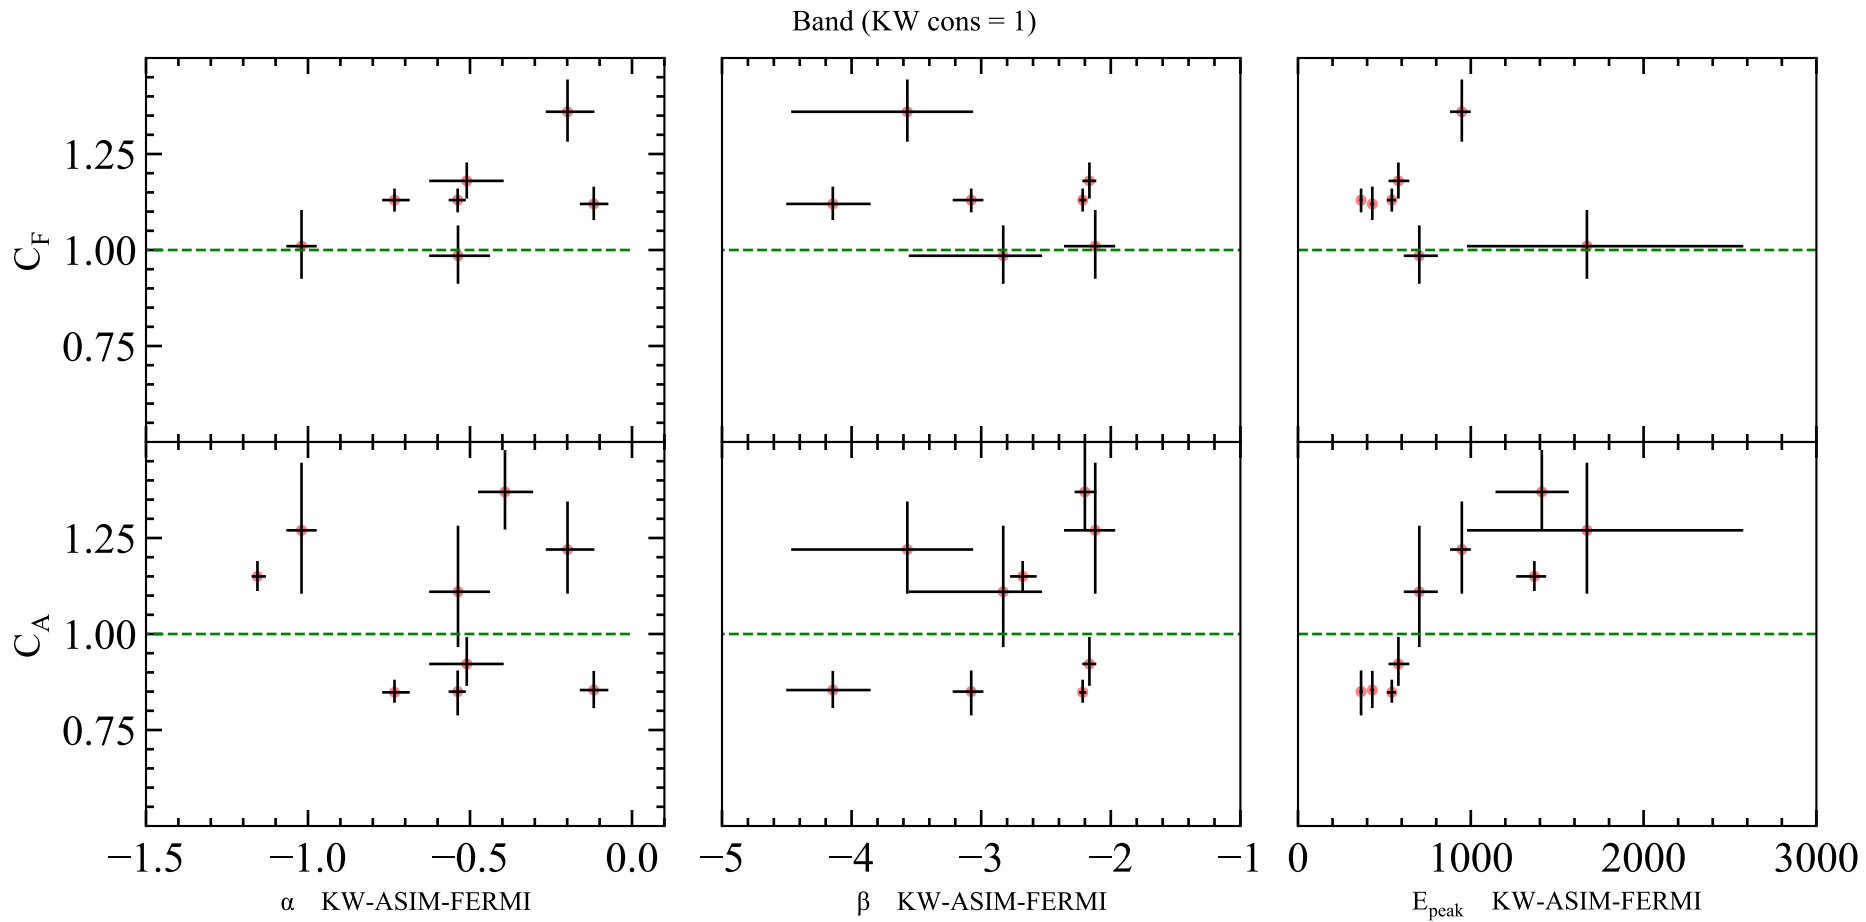 Band (KW cons = 1)
C_F
1.25
1.00
0.75
C_A
1.25
1.00
0.75
−1.5 −1.0 −0.5 0.0
−5 −4 −3 −2 −1
0 1000 2000 3000
α KW-ASIM-FERMI
β KW-ASIM-FERMI
E_peak KW-ASIM-FERMI